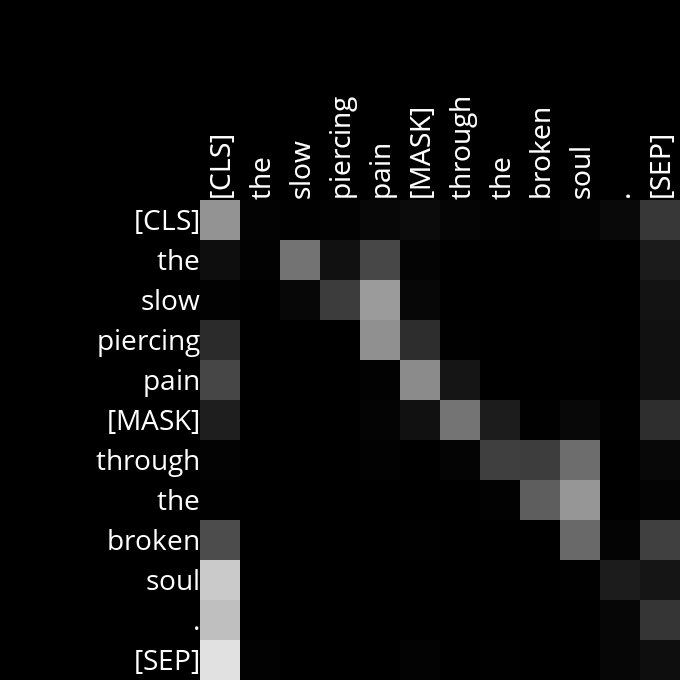 [CLS]
the
slow
piercing
pain
[MASK]
through
the
broken
soul
.
[SEP]
[CLS]
the
slow
piercing
pain
[MASK]
through
the
broken
soul
.
[SEP]